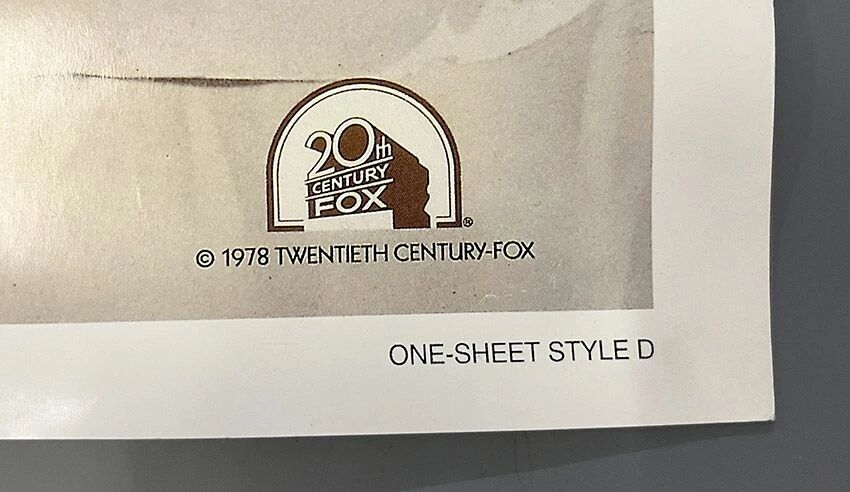 20th
CENTURY
FOX
®
© 1978 TWENTIETH CENTURY-FOX
ONE-SHEET STYLE D